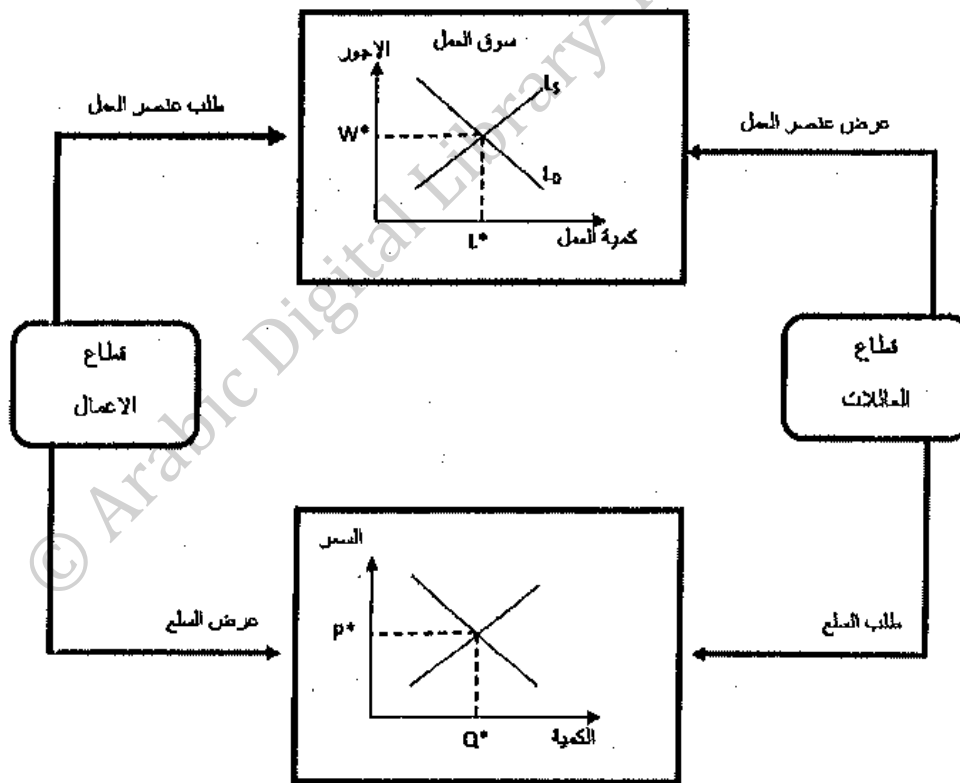 سوق العمل
الاجور
Ls
طلب عنصر العمل
عرض عنصر العمل
W*
LD
كمية العمل
L*
قطاع
الاعمال
قطاع
العائلات
السعر
طلب السلع
عرض السلع
P*
الكمية
Q*
© Arabic Digital Library-